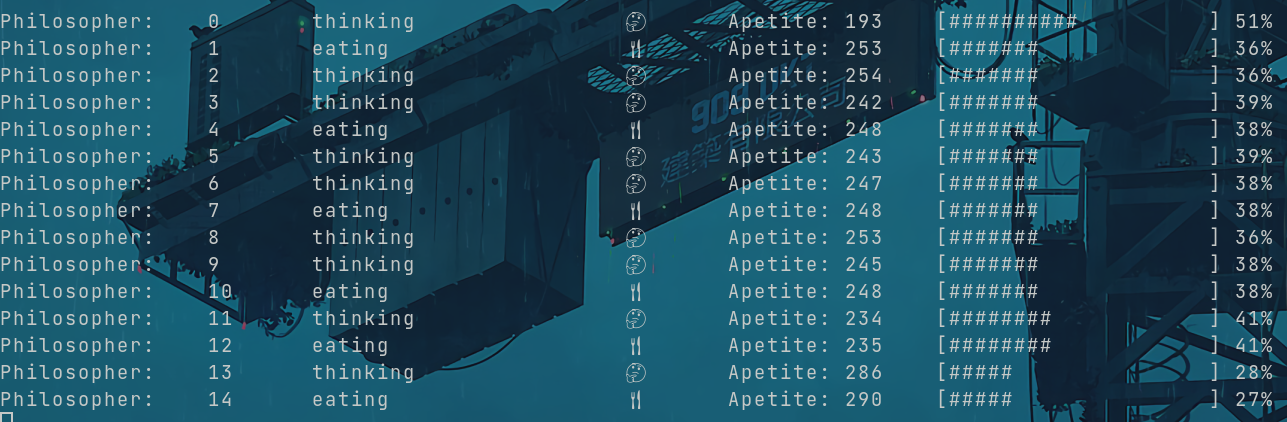 Philosopher: 0 thinking 🤔 Apetite: 193 [########## ] 51%
Philosopher: 1 eating 🍴 Apetite: 253 [####### ] 36%
Philosopher: 2 thinking 🤔 Apetite: 254 [####### ] 36%
Philosopher: 3 thinking 🤔 Apetite: 242 [####### ] 39%
Philosopher: 4 eating 🍴 Apetite: 248 [####### ] 38%
Philosopher: 5 thinking 🤔 Apetite: 243 [####### ] 39%
Philosopher: 6 thinking 🤔 Apetite: 247 [####### ] 38%
Philosopher: 7 eating 🍴 Apetite: 248 [####### ] 38%
Philosopher: 8 thinking 🤔 Apetite: 253 [####### ] 36%
Philosopher: 9 thinking 🤔 Apetite: 245 [####### ] 38%
Philosopher: 10 eating 🍴 Apetite: 248 [####### ] 38%
Philosopher: 11 thinking 🤔 Apetite: 234 [######## ] 41%
Philosopher: 12 eating 🍴 Apetite: 235 [######## ] 41%
Philosopher: 13 thinking 🤔 Apetite: 286 [##### ] 28%
Philosopher: 14 eating 🍴 Apetite: 290 [##### ] 27%